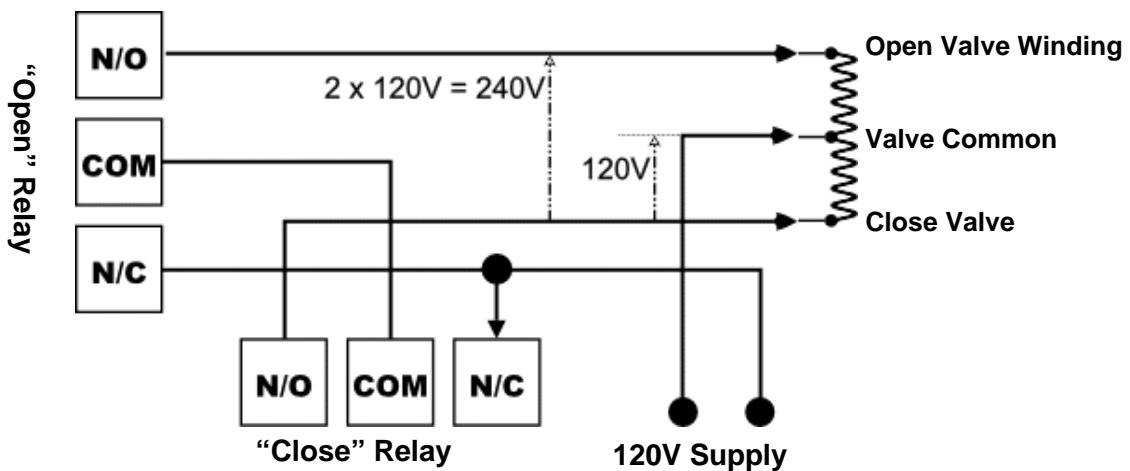 N/O
Open Valve Winding
2 x 120V = 240V
“Open” Relay
COM
120V
Valve Common
Close Valve
N/C
N/O
COM
N/C
“Close” Relay
120V Supply